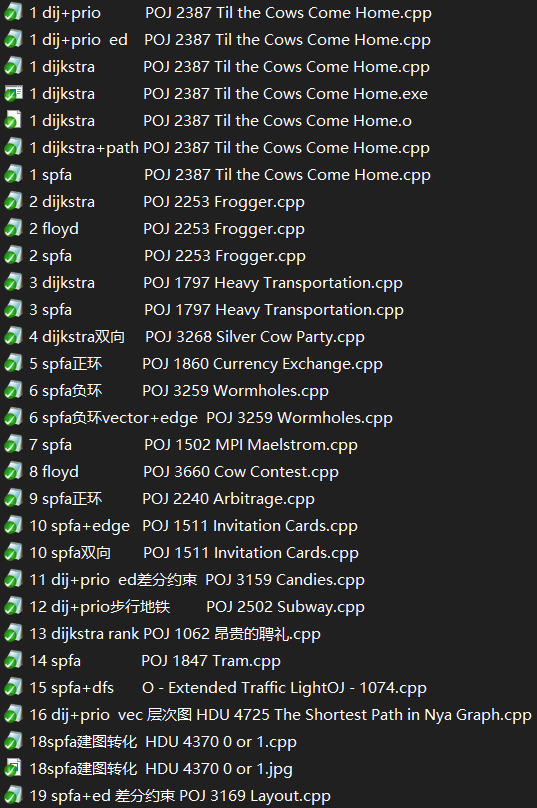 1 dij+prio POJ 2387 Til the Cows Come Home.cpp
1 dij+prio ed POJ 2387 Til the Cows Come Home.cpp
1 dijkstra POJ 2387 Til the Cows Come Home.cpp
1 dijkstra POJ 2387 Til the Cows Come Home.exe
1 dijkstra POJ 2387 Til the Cows Come Home.o
1 dijkstra+path POJ 2387 Til the Cows Come Home.cpp
1 spfa POJ 2387 Til the Cows Come Home.cpp
2 dijkstra POJ 2253 Frogger.cpp
2 floyd POJ 2253 Frogger.cpp
2 spfa POJ 2253 Frogger.cpp
3 dijkstra POJ 1797 Heavy Transportation.cpp
3 spfa POJ 1797 Heavy Transportation.cpp
4 dijkstra双向 POJ 3268 Silver Cow Party.cpp
5 spfa正环 POJ 1860 Currency Exchange.cpp
6 spfa负环 POJ 3259 Wormholes.cpp
6 spfa负环vector+edge POJ 3259 Wormholes.cpp
7 spfa POJ 1502 MPI Maelstrom.cpp
8 floyd POJ 3660 Cow Contest.cpp
9 spfa正环 POJ 2240 Arbitrage.cpp
10 spfa+edge POJ 1511 Invitation Cards.cpp
10 spfa双向 POJ 1511 Invitation Cards.cpp
11 dij+prio ed差分约束 POJ 3159 Candies.cpp
12 dij+prio步行地铁 POJ 2502 Subway.cpp
13 dijkstra rank POJ 1062 昂贵的聘礼.cpp
14 spfa POJ 1847 Tram.cpp
15 spfa+dfs O - Extended Traffic LightOJ - 1074.cpp
16 dij+prio vec 层次图 HDU 4725 The Shortest Path in Nya Graph.cpp
18spfa建图转化 HDU 4370 0 or 1.cpp
18spfa建图转化 HDU 4370 0 or 1.jpg
19 spfa+ed 差分约束 POJ 3169 Layout.cpp